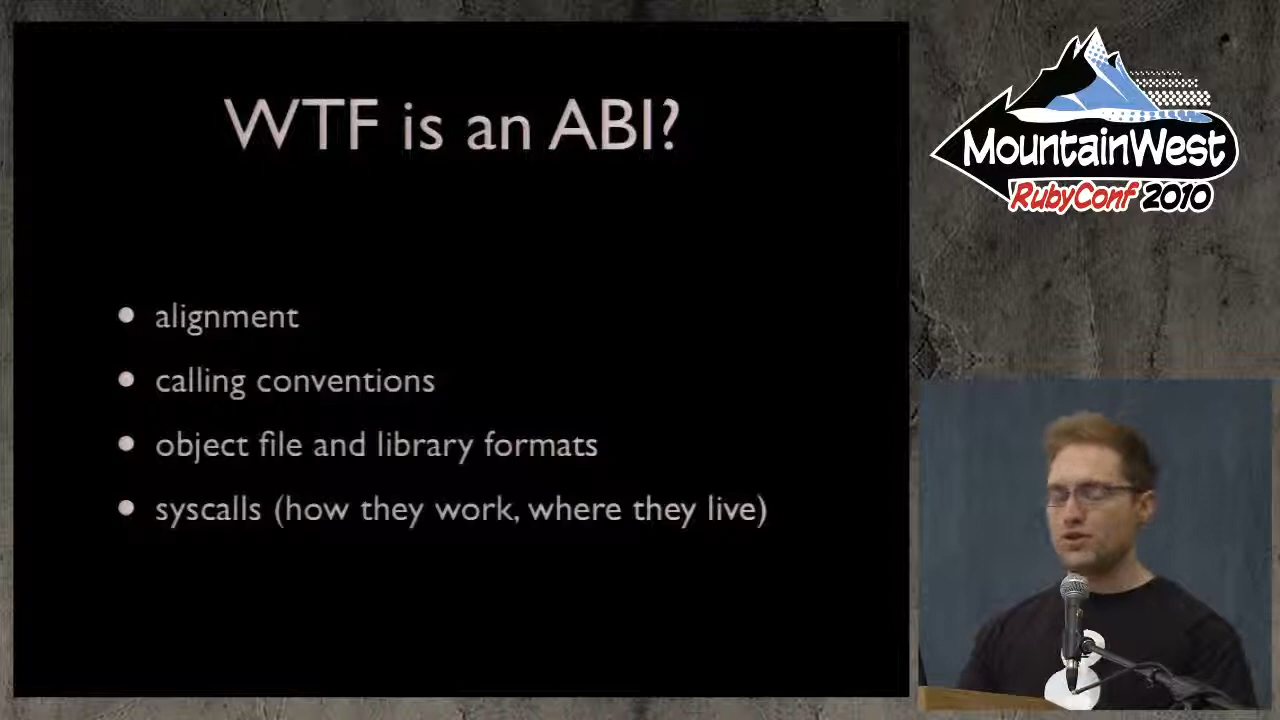 WTF is an ABI?
• alignment
• calling conventions
• object file and library formats
• syscalls (how they work, where they live)
MountainWest
RubyConf 2010